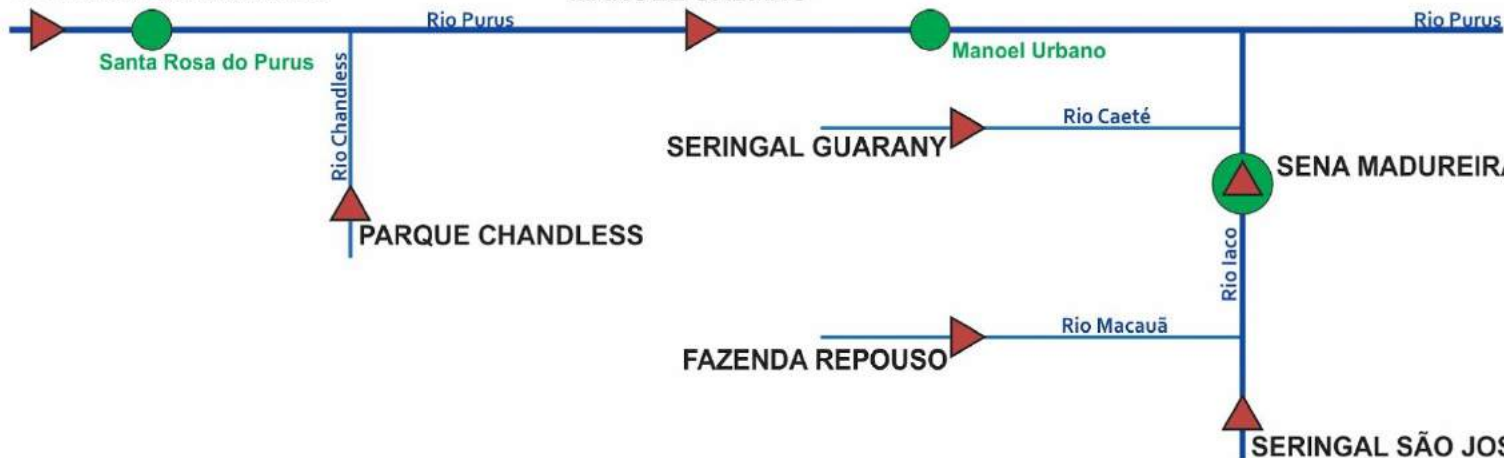 Rio Purus
Rio Purus
Santa Rosa do Purus
Manoel Urbano
Rio Chandless
Rio Caeté
SERINGAL GUARANY
SENA MADUREIRA
PARQUE CHANDLESS
Rio Iaco
Rio Macauã
FAZENDA REPOUSO
SERINGAL SÃO JOS